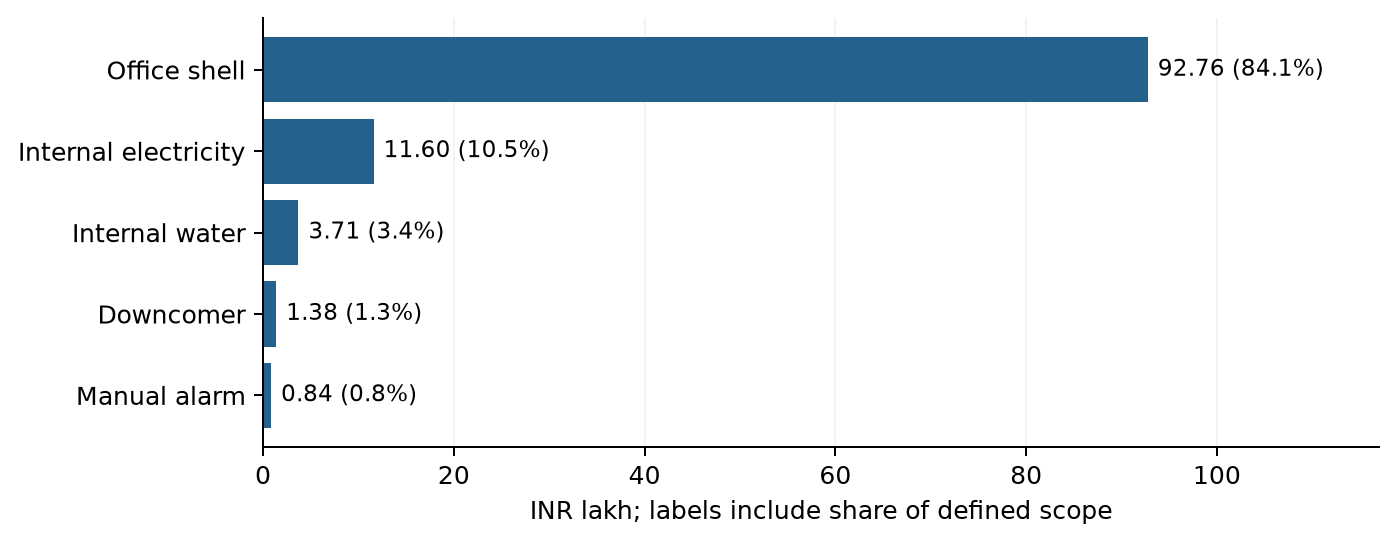 Office shell 92.76 (84.1%)
Internal electricity 11.60 (10.5%)
Internal water 3.71 (3.4%)
Downcomer 1.38 (1.3%)
Manual alarm 0.84 (0.8%)
0 20 40 60 80 100
INR lakh; labels include share of defined scope